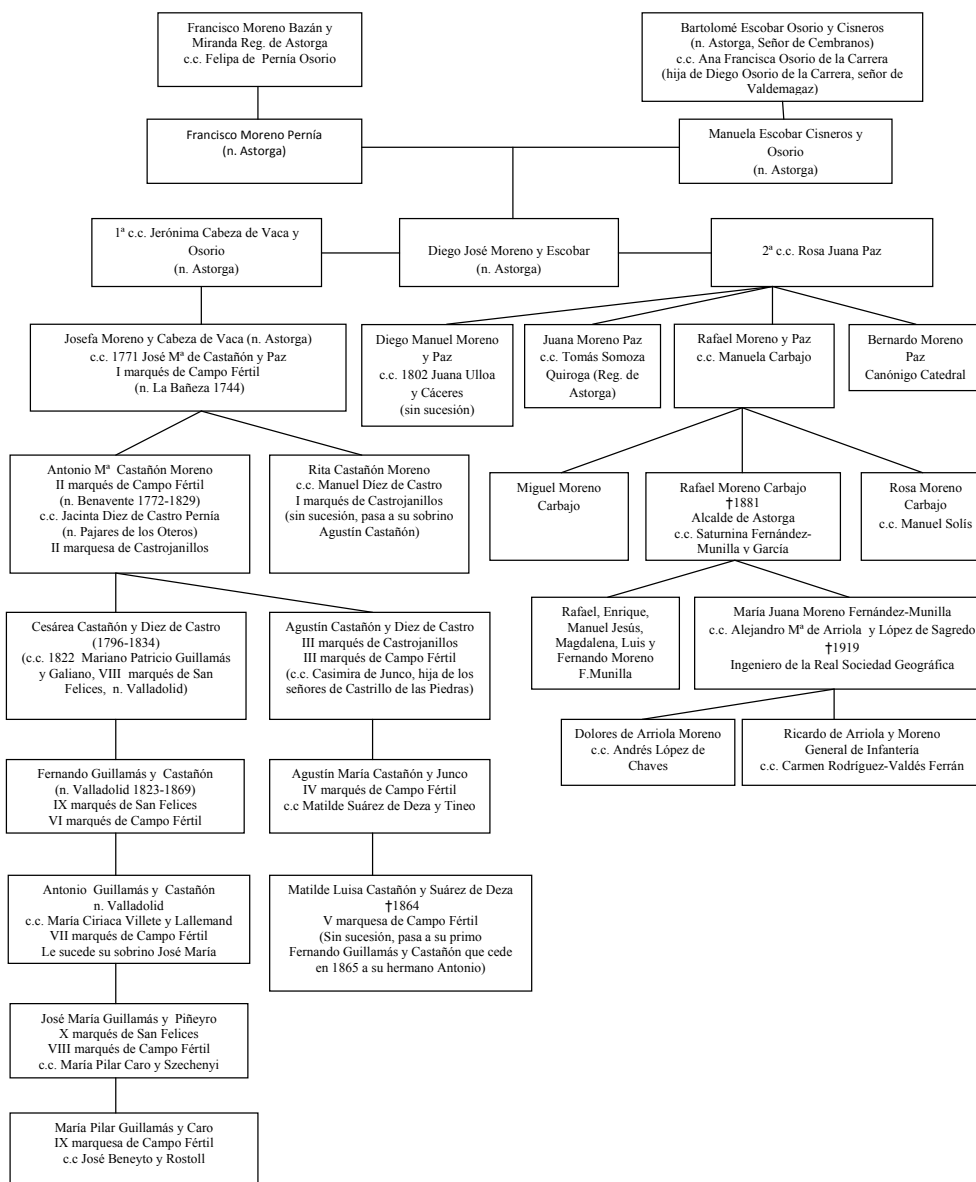 Francisco Moreno Bazán y
Miranda Reg. de Astorga
c.c. Felipa de Pernía Osorio
Bartolomé Escobar Osorio y Cisneros
(n. Astorga, Señor de Cembranos)
c.c. Ana Francisca Osorio de la Carrera
(hija de Diego Osorio de la Carrera, señor de
Valdemagaz)
Francisco Moreno Pernía
(n. Astorga)
Manuela Escobar Cisneros y
Osorio
(n. Astorga)
1ª c.c. Jerónima Cabeza de Vaca y
Osorio
(n. Astorga)
Diego José Moreno y Escobar
(n. Astorga)
2ª c.c. Rosa Juana Paz
Josefa Moreno y Cabeza de Vaca (n. Astorga)
c.c. 1771 José Mª de Castañón y Paz
I marqués de Campo Fértil
(n. La Bañeza 1744)
Diego Manuel Moreno
y Paz
c.c. 1802 Juana Ulloa
y Cáceres
(sin sucesión)
Juana Moreno Paz
c.c. Tomás Somoza
Quiroga (Reg. de
Astorga)
Rafael Moreno y Paz
c.c. Manuela Carbajo
Bernardo Moreno
Paz
Canónigo Catedral
Antonio Mª Castañón Moreno
II marqués de Campo Fértil
(n. Benavente 1772-1829)
c.c. Jacinta Diez de Castro Pernía
(n. Pajares de los Oteros)
II marquesa de Castrojanillos
Rita Castañón Moreno
c.c. Manuel Díez de Castro
I marqués de Castrojanillos
(sin sucesión, pasa a su sobrino
Agustín Castañón)
Miguel Moreno
Carbajo
Rafael Moreno Carbajo
†1881
Alcalde de Astorga
c.c. Saturnina Fernández-
Munilla y García
Rosa Moreno
Carbajo
c.c. Manuel Solís
Cesárea Castañón y Diez de Castro
(1796-1834)
(c.c. 1822 Mariano Patricio Guillamás
y Galiano, VIII marqués de San
Felices, n. Valladolid)
Agustín Castañón y Diez de Castro
III marqués de Castrojanillos
III marqués de Campo Fértil
(c.c. Casimira de Junco, hija de los
señores de Castrillo de las Piedras)
Rafael, Enrique,
Manuel Jesús,
Magdalena, Luis y
Fernando Moreno
F.Munilla
María Juana Moreno Fernández-Munilla
c.c. Alejandro Mª de Arriola y López de Sagredo
†1919
Ingeniero de la Real Sociedad Geográfica
Dolores de Arriola Moreno
c.c. Andrés López de
Chaves
Ricardo de Arriola y Moreno
General de Infantería
c.c. Carmen Rodríguez-Valdés Ferrán
Fernando Guillamás y Castañón
(n. Valladolid 1823-1869)
IX marqués de San Felices
VI marqués de Campo Fértil
Agustín María Castañón y Junco
IV marqués de Campo Fértil
c.c Matilde Suárez de Deza y Tineo
Antonio Guillamás y Castañón
n. Valladolid
c.c. María Ciriaca Villete y Lallemand
VII marqués de Campo Fértil
Le sucede su sobrino José María
Matilde Luisa Castañón y Suárez de Deza
†1864
V marquesa de Campo Fértil
(Sin sucesión, pasa a su primo
Fernando Guillamás y Castañón que cede
en 1865 a su hermano Antonio)
José María Guillamás y Piñeyro
X marqués de San Felices
VIII marqués de Campo Fértil
c.c. María Pilar Caro y Szechenyi
María Pilar Guillamás y Caro
IX marquesa de Campo Fértil
c.c José Beneyto y Rostoll